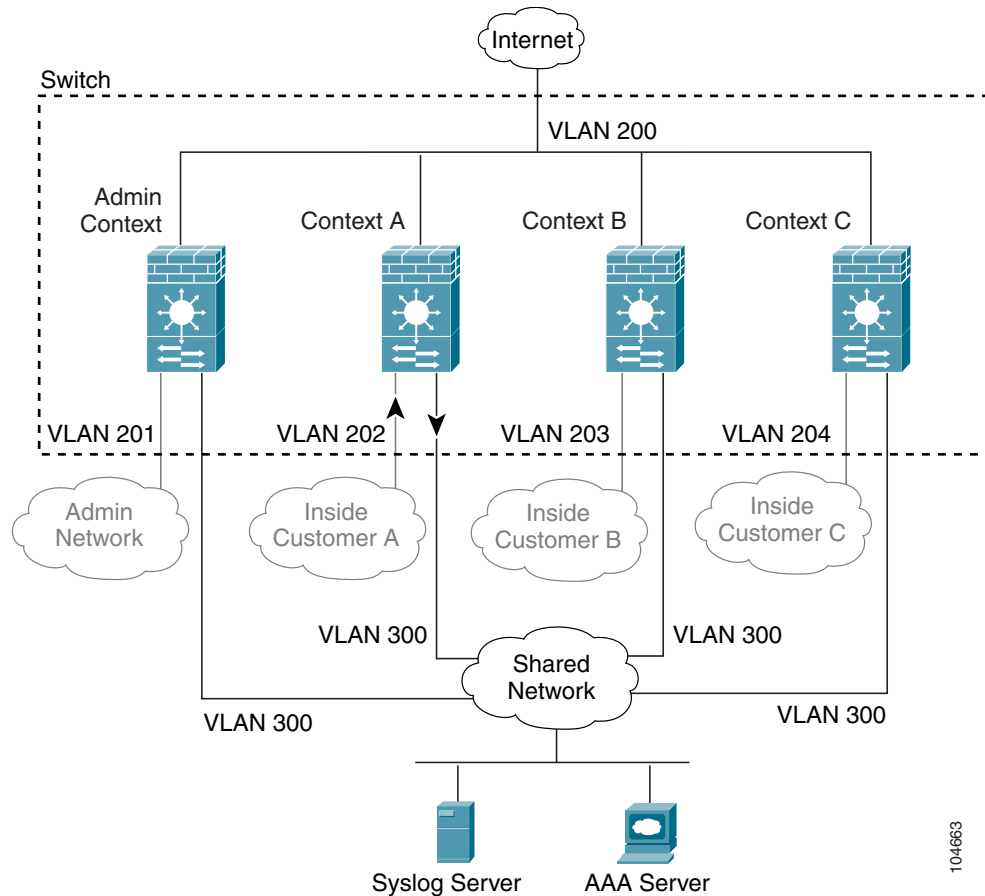 Internet
Switch
VLAN 200
Admin
Context
Context A
Context B
Context C
VLAN 201
VLAN 202
VLAN 203
VLAN 204
Admin
Network
Inside
Customer A
Inside
Customer B
Inside
Customer C
VLAN 300
VLAN 300
Shared
Network
VLAN 300
VLAN 300
Syslog Server
AAA Server
104663